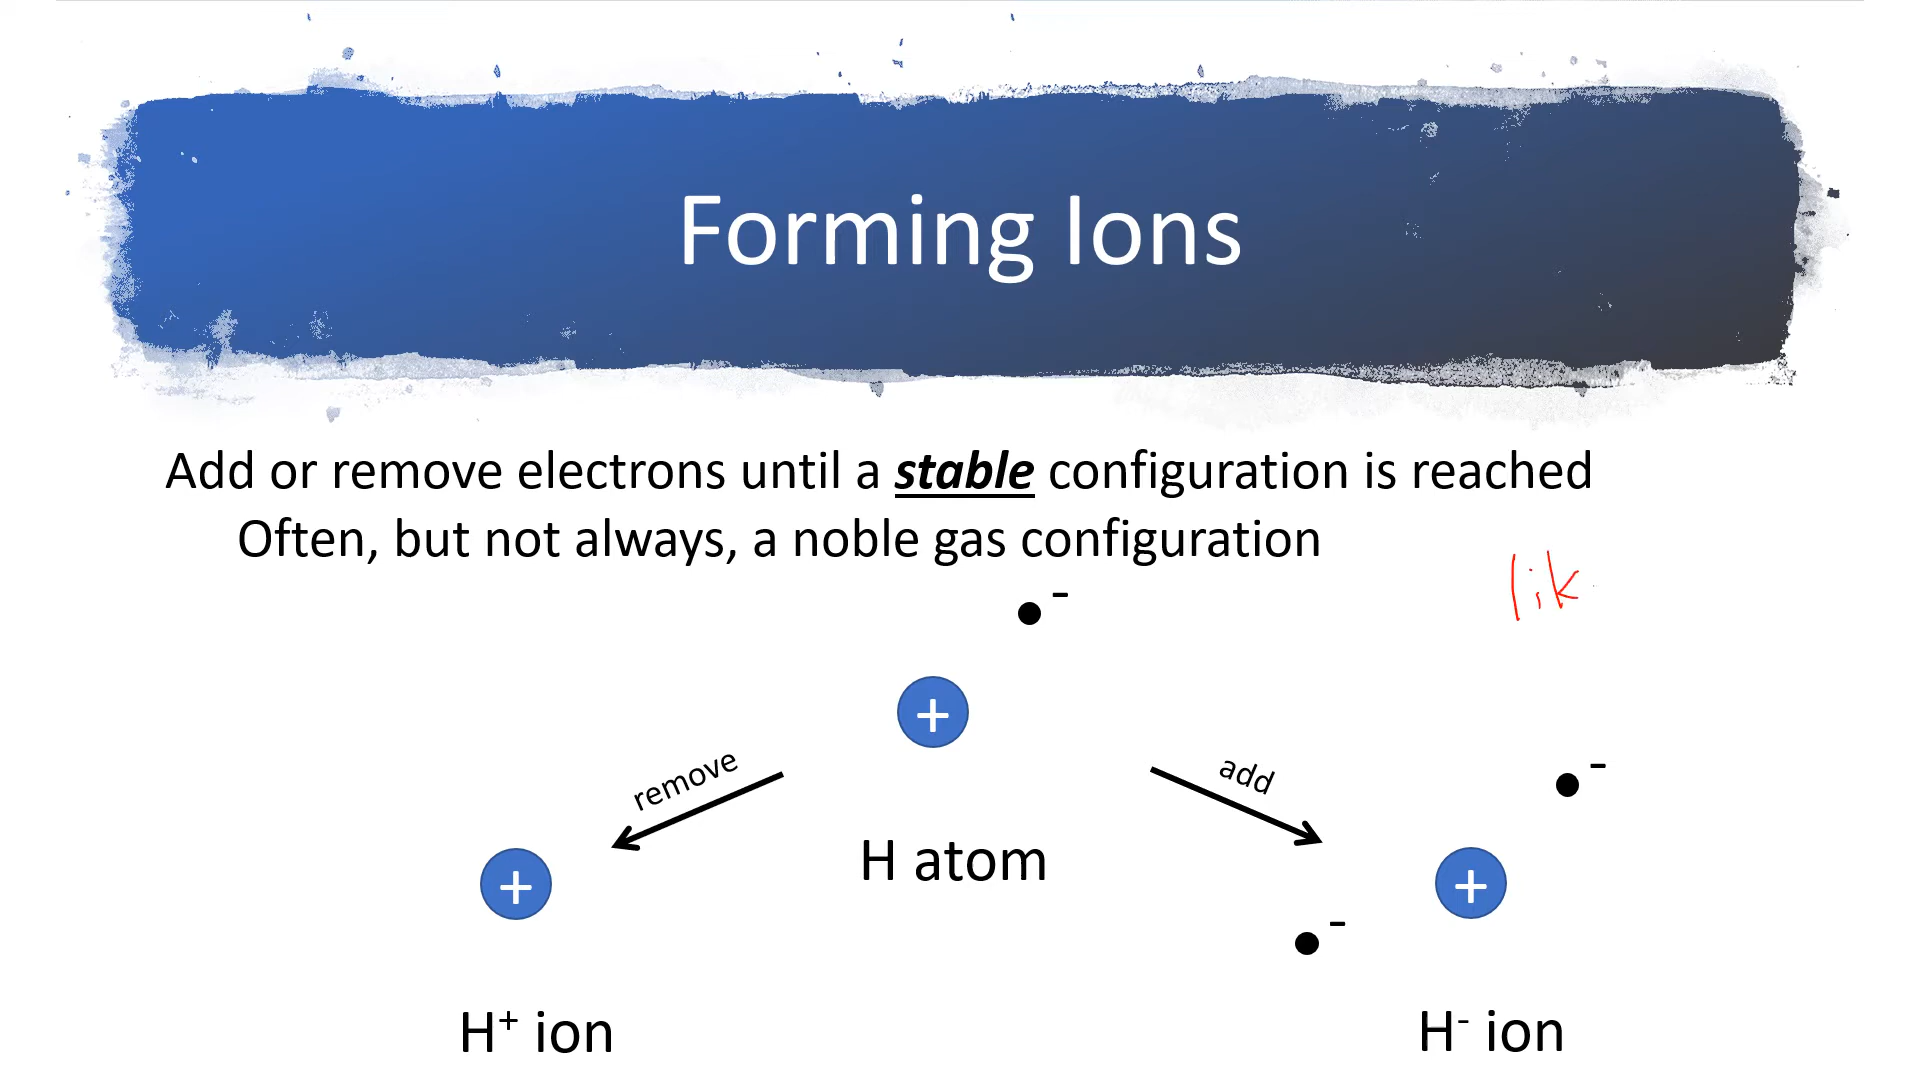 Forming Ions
Add or remove electrons until a stable configuration is reached
Often, but not always, a noble gas configuration
lik
-
+
remove
add
-
H atom
+
+
-
H⁺ ion
H⁻ ion